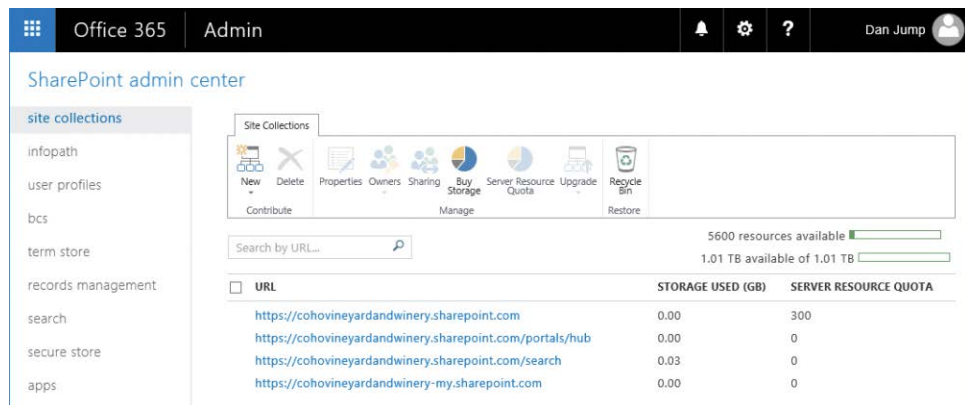 Office 365 Admin ? Dan Jump
SharePoint admin center
site collections
infopath
user profiles
bcs
term store
records management
search
secure store
apps
Site Collections
New Delete Properties Owners Sharing Buy Storage Server Resource Quota Upgrade Recycle Bin
Contribute Manage Restore
Search by URL...
5600 resources available
1.01 TB available of 1.01 TB
URL STORAGE USED (GB) SERVER RESOURCE QUOTA
https://cohovineyardandwinery.sharepoint.com 0.00 300
https://cohovineyardandwinery.sharepoint.com/portals/hub 0.00 0
https://cohovineyardandwinery.sharepoint.com/search 0.03 0
https://cohovineyardandwinery-my.sharepoint.com 0.00 0